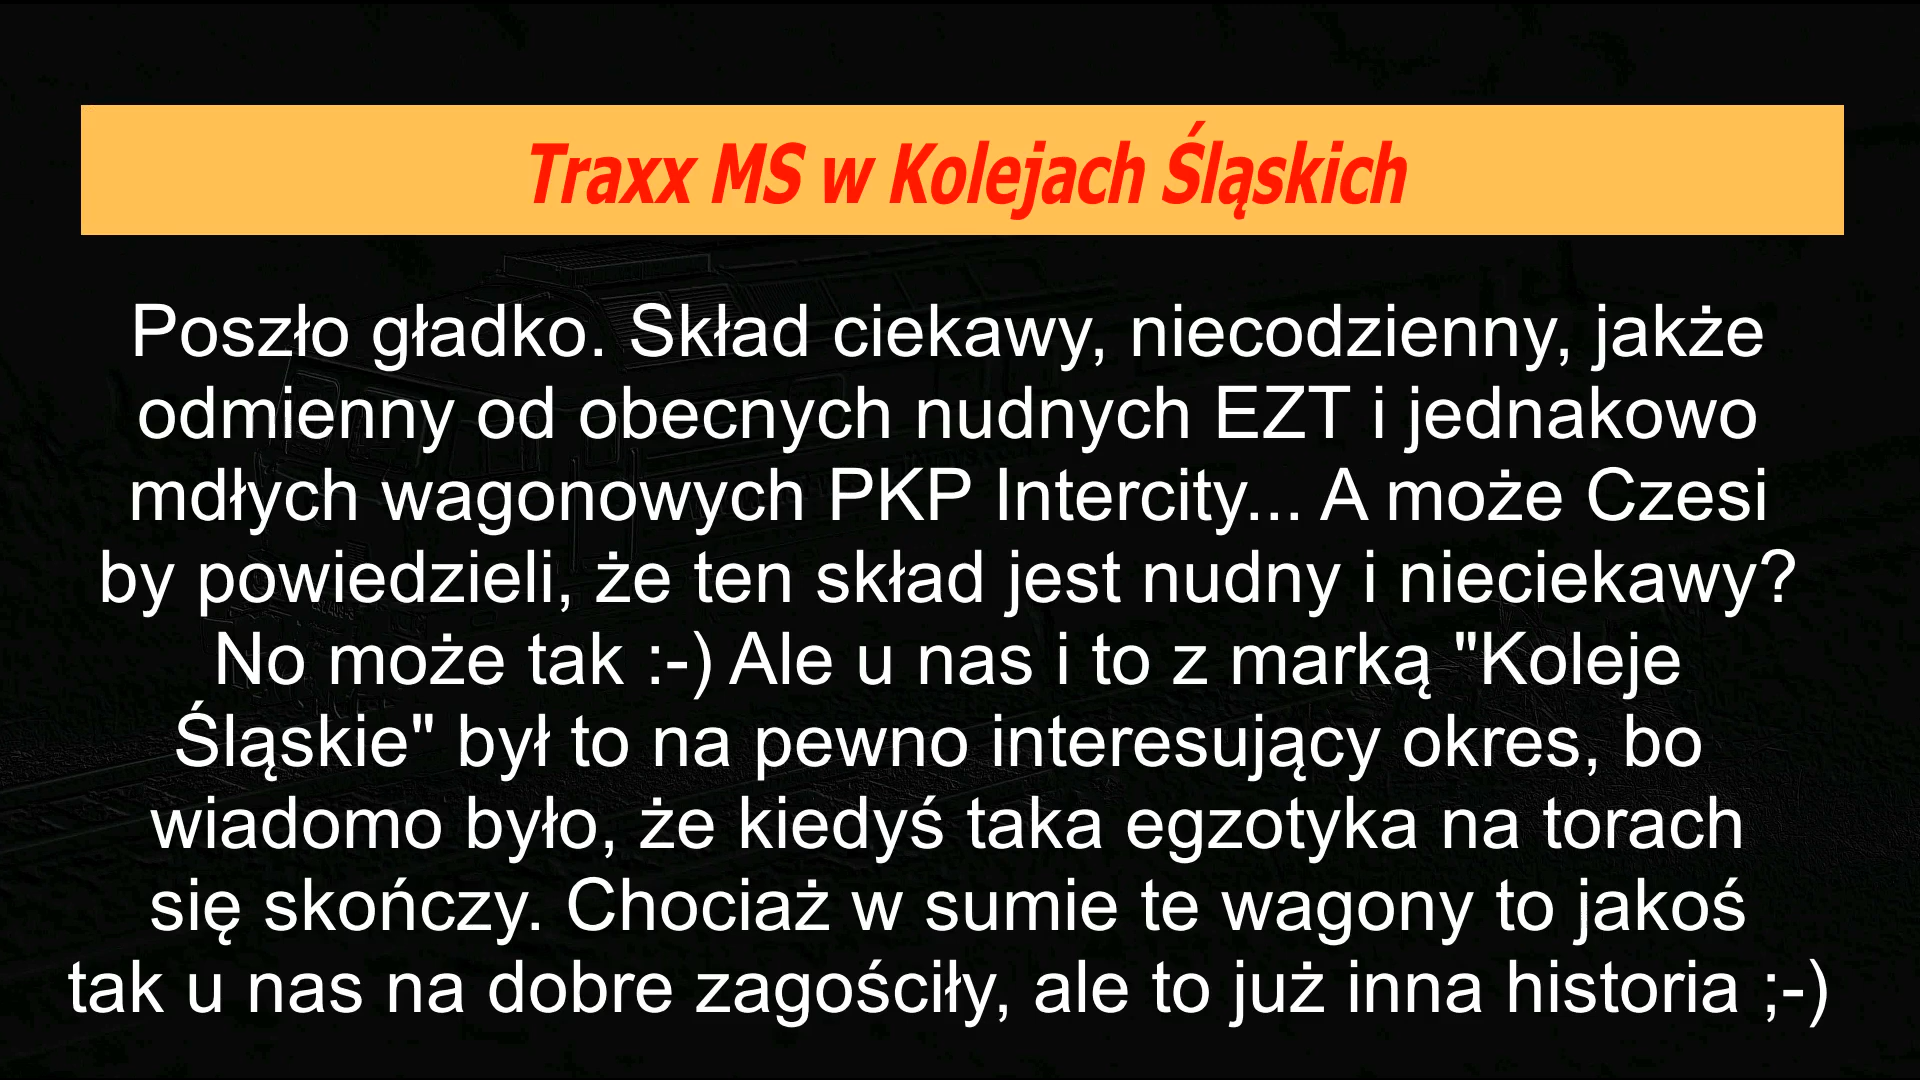 Traxx MS w Kolejach Śląskich
Poszło gładko. Skład ciekawy, niecodzienny, jakże
odmienny od obecnych nudnych EZT i jednakowo
mdłych wagonowych PKP Intercity... A może Czesi
by powiedzieli, że ten skład jest nudny i nieciekawy?
No może tak :-) Ale u nas i to z marką "Koleje
Śląskie" był to na pewno interesujący okres, bo
wiadomo było, że kiedyś taka egzotyka na torach
się skończy. Chociaż w sumie te wagony to jakoś
tak u nas na dobre zagościły, ale to już inna historia ;-)